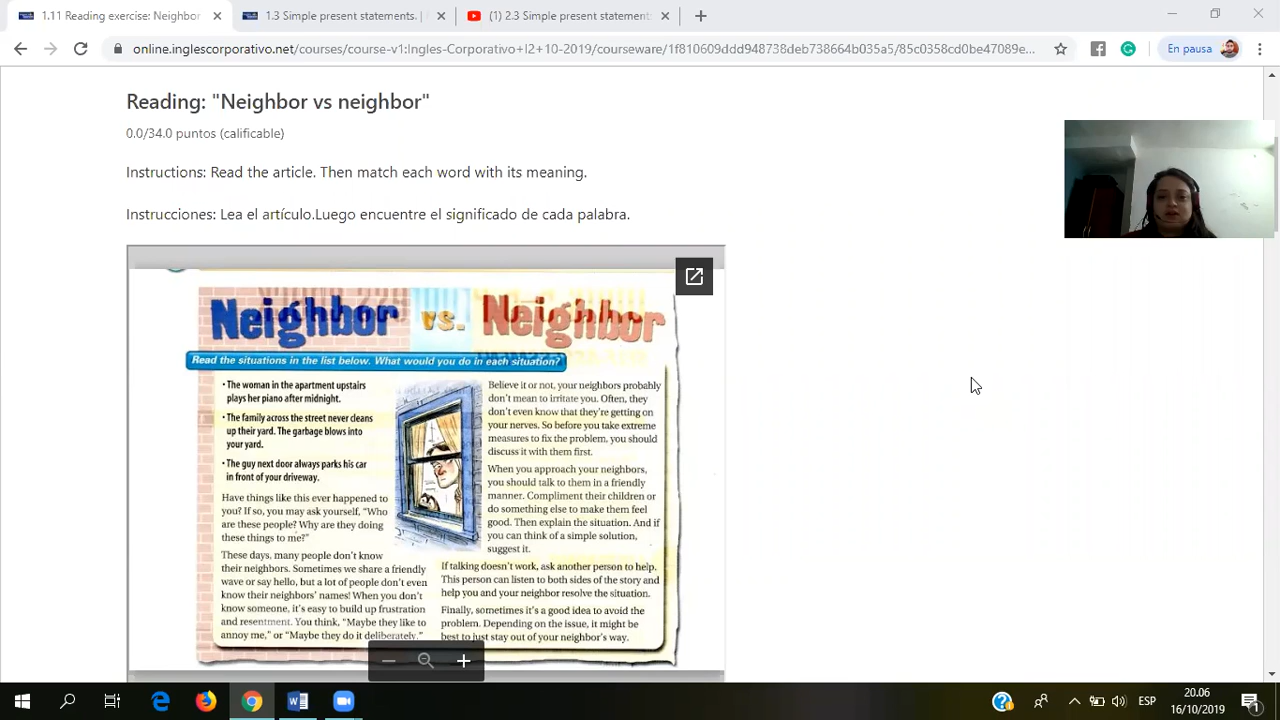 1.11 Reading exercise: Neighbor
1.3 Simple present statements. |
(1) 2.3 Simple present statement
online.inglescorporativo.net/courses/course-v1:Ingles-Corporativo+I2+10-2019/courseware/1f810609ddd948738deb738664b035a5/85c0358cd0be47089e...
En pausa
Reading: "Neighbor vs neighbor"
0.0/34.0 puntos (calificable)
Instructions: Read the article. Then match each word with its meaning.
Instrucciones: Lea el artículo.Luego encuentre el significado de cada palabra.
Neighbor vs. Neighbor
Read the situations in the list below. What would you do in each situation?
• The woman in the apartment upstairs
plays her piano after midnight.
• The family across the street never cleans
up their yard. The garbage blows into
your yard.
• The guy next door always parks his car
in front of your driveway.
Have things like this ever happened to
you? If so, you may ask yourself, “Who
are these people? Why are they doing
these things to me?”
These days, many people don’t know
their neighbors. Sometimes we share a friendly
wave or say hello, but a lot of people don’t even
know their neighbors’ names! When you don’t
know someone, it’s easy to build up frustration
and resentment. You think, “Maybe they like to
annoy me,” or “Maybe they do it deliberately.”
Believe it or not, your neighbors probably
don’t mean to irritate you. Often, they
don’t even know that they’re getting on
your nerves. So before you take extreme
measures to fix the problem, you should
discuss it with them first.
When you approach your neighbors,
you should talk to them in a friendly
manner. Compliment their children or
do something else to make them feel
good. Then explain the situation. And if
you can think of a simple solution,
suggest it.
If talking doesn’t work, ask another person to help.
This person can listen to both sides of the story and
help you and your neighbor resolve the situation.
Finally, sometimes it’s a good idea to avoid the
problem. Depending on the issue, it might be
best to just stay out of your neighbor’s way.
ESP
20.06
16/10/2019